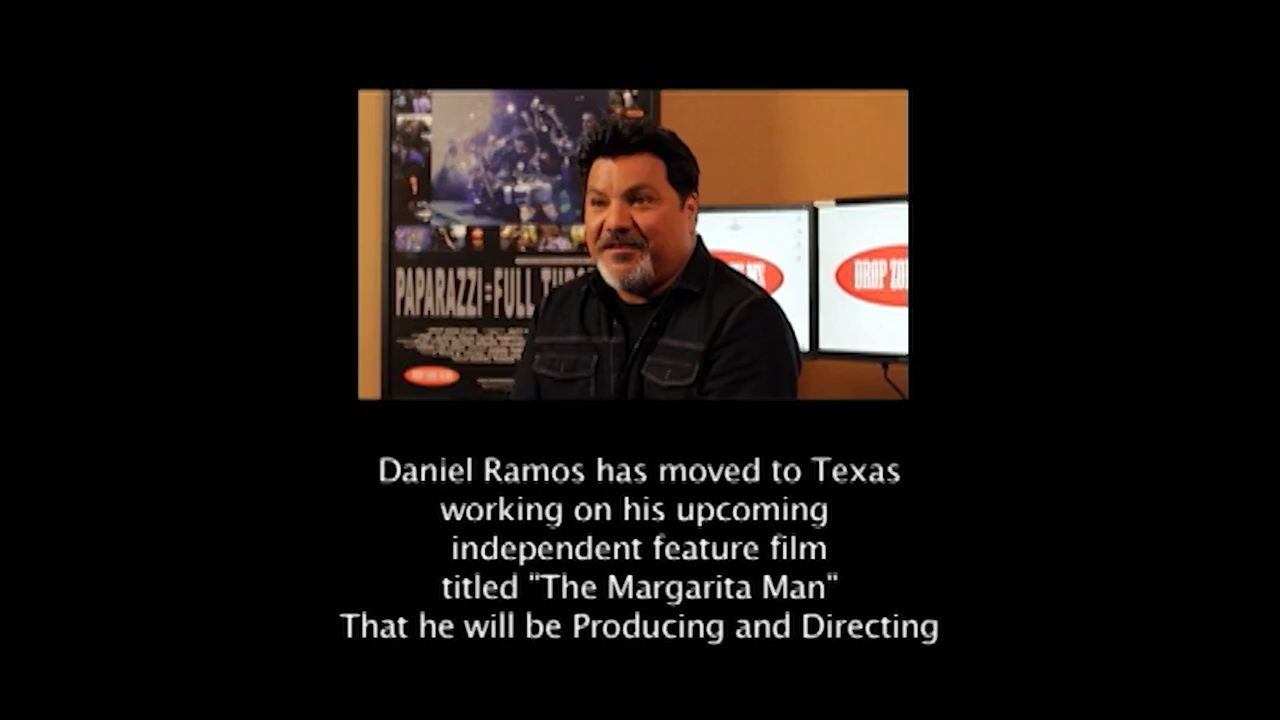 PAPARAZZI: FULL
DROP
Daniel Ramos has moved to Texas
working on his upcoming
independent feature film
titled "The Margarita Man"
That he will be Producing and Directing